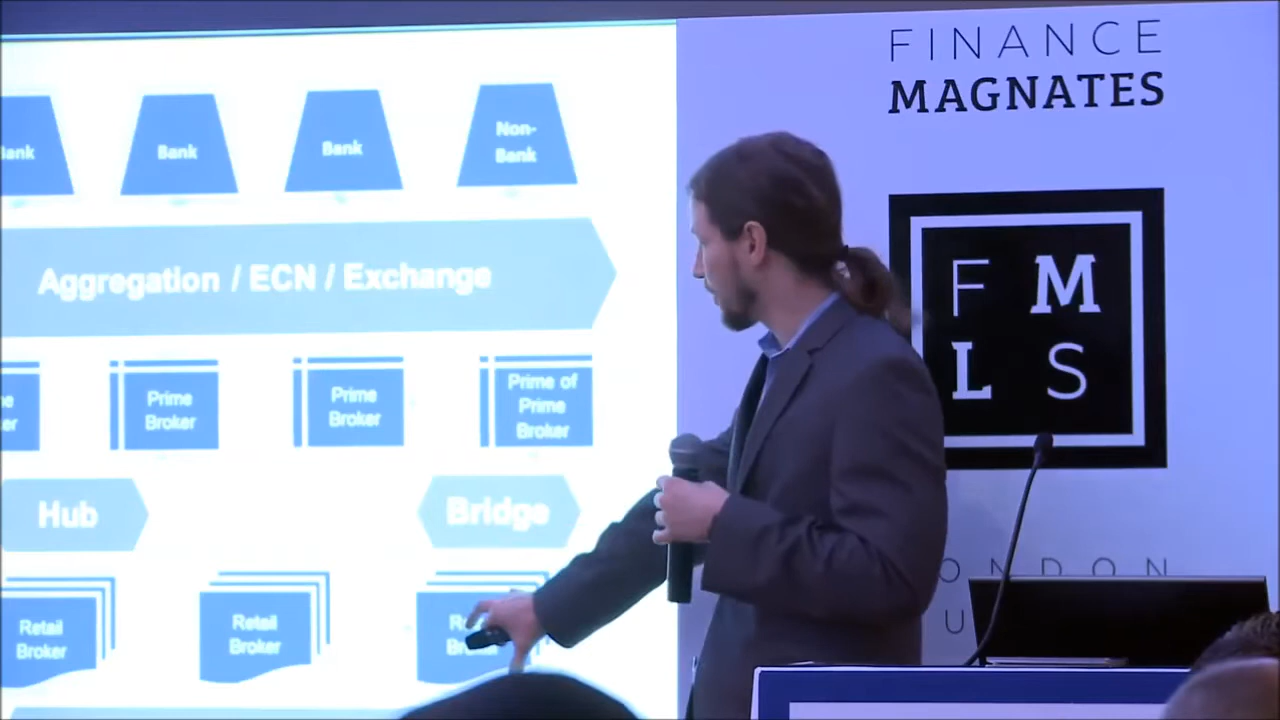 Bank
Bank
Non-
Bank
Aggregation / ECN / Exchange
Prime
Broker
Prime
Broker
Prime of
Prime
Broker
Hub
Bridge
Retail
Broker
Retail
Broker
FINANCE
MAGNATES
F M
L S